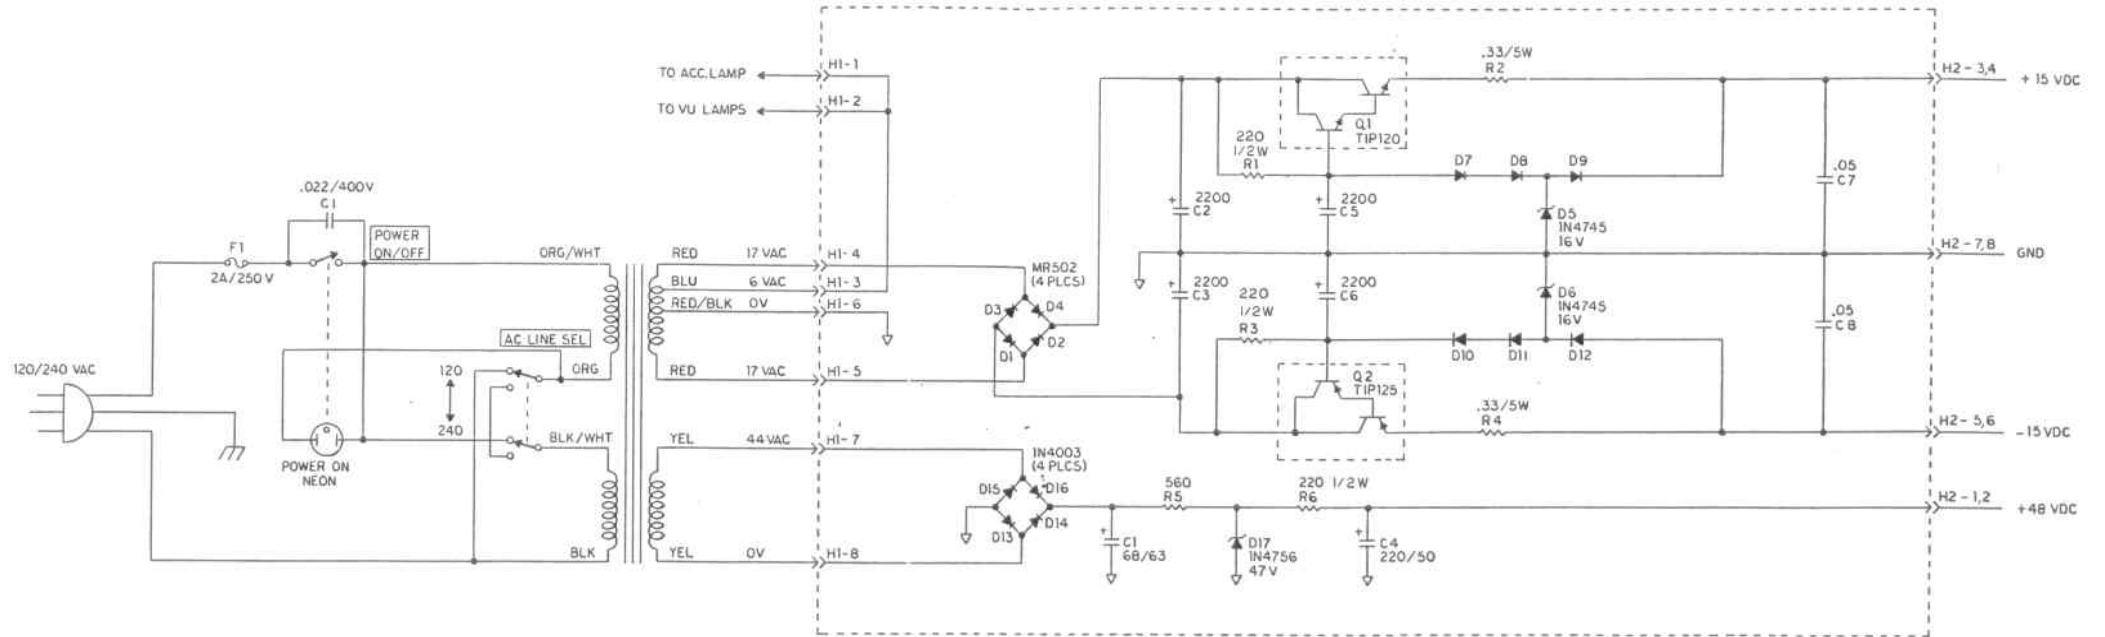 120/240 VAC
F1
2A/250V
.022/400V
C1
POWER
ON/OFF
POWER ON
NEON
AC LINE SEL
120
240
ORG/WHT
ORG
BLK/WHT
BLK
RED 17 VAC H1-4
BLU 6 VAC H1-3
RED/BLK 0V H1-6
RED 17 VAC H1-5
YEL 44VAC H1-7
YEL 0V H1-8
TO ACC.LAMP H1-1
TO VU LAMPS H1-2
MR502
(4 PLCS)
D3 D4
D1 D2
1N4003
(4 PLCS)
D15 D16
D13 D14
2200
C2
2200
C3
220
1/2W
R1
220
1/2W
R3
Q1
TIP120
.33/5W
R2
D7 D8 D9
2200
C5
2200
C6
D5
1N4745
16V
D6
1N4745
16V
D10 D11 D12
Q2
TIP125
.33/5W
R4
.05
C7
.05
C8
C1
68/63
560
R5
D17
1N4756
47V
220 1/2W
R6
C4
220/50
H2-3,4 +15 VDC
H2-7,8 GND
H2-5,6 -15 VDC
H2-1,2 +48 VDC